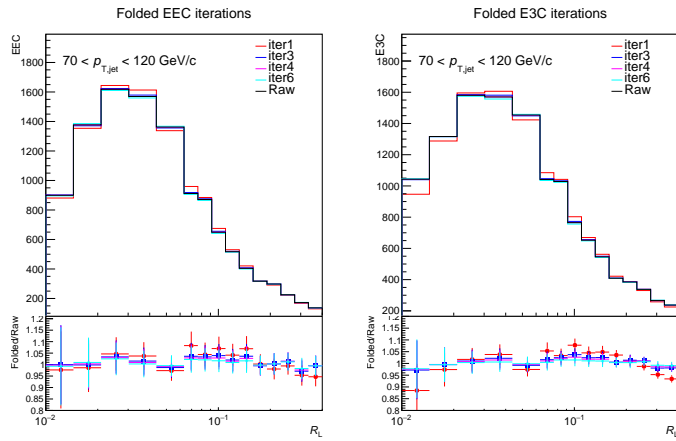 Folded EEC iterations
EEC
1800
1600
1400
1200
1000
800
600
400
200
70 < p_T,jet < 120 GeV/c
iter1
iter3
iter4
iter6
Raw
Folded/Raw
1.2
1.15
1.1
1.05
1
0.95
0.9
0.85
0.8
10⁻²
10⁻¹
R_L
Folded E3C iterations
E3C
1800
1600
1400
1200
1000
800
600
400
200
70 < p_T,jet < 120 GeV/c
iter1
iter3
iter4
iter6
Raw
Folded/Raw
1.2
1.15
1.1
1.05
1
0.95
0.9
0.85
0.8
10⁻²
10⁻¹
R_L